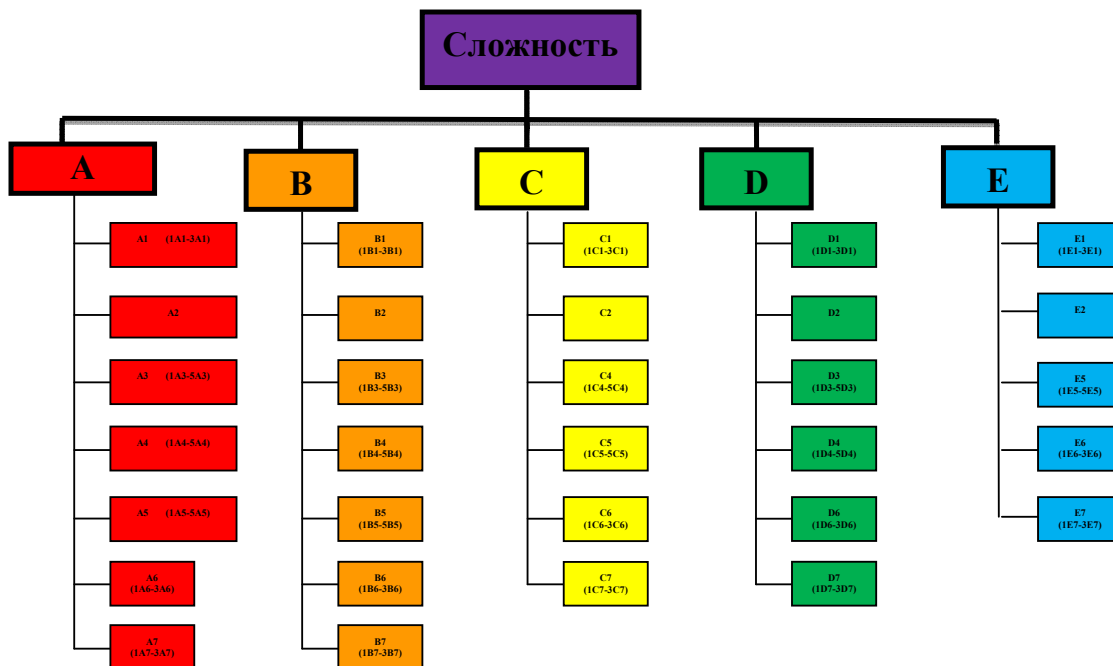 Сложность
A
B
C
D
E
A1 (1A1-3A1)
A2
A3 (1A3-5A3)
A4 (1A4-5A4)
A5 (1A5-5A5)
A6
(1A6-3A6)
A7
(1A7-3A7)
B1
(1B1-3B1)
B2
B3
(1B3-5B3)
B4
(1B4-5B4)
B5
(1B5-5B5)
B6
(1B6-3B6)
B7
(1B7-3B7)
C1
(1C1-3C1)
C2
C4
(1C4-5C4)
C5
(1C5-5C5)
C6
(1C6-3C6)
C7
(1C7-3C7)
D1
(1D1-3D1)
D2
D3
(1D3-5D3)
D4
(1D4-5D4)
D6
(1D6-3D6)
D7
(1D7-3D7)
E1
(1E1-3E1)
E2
E5
(1E5-5E5)
E6
(1E6-3E6)
E7
(1E7-3E7)